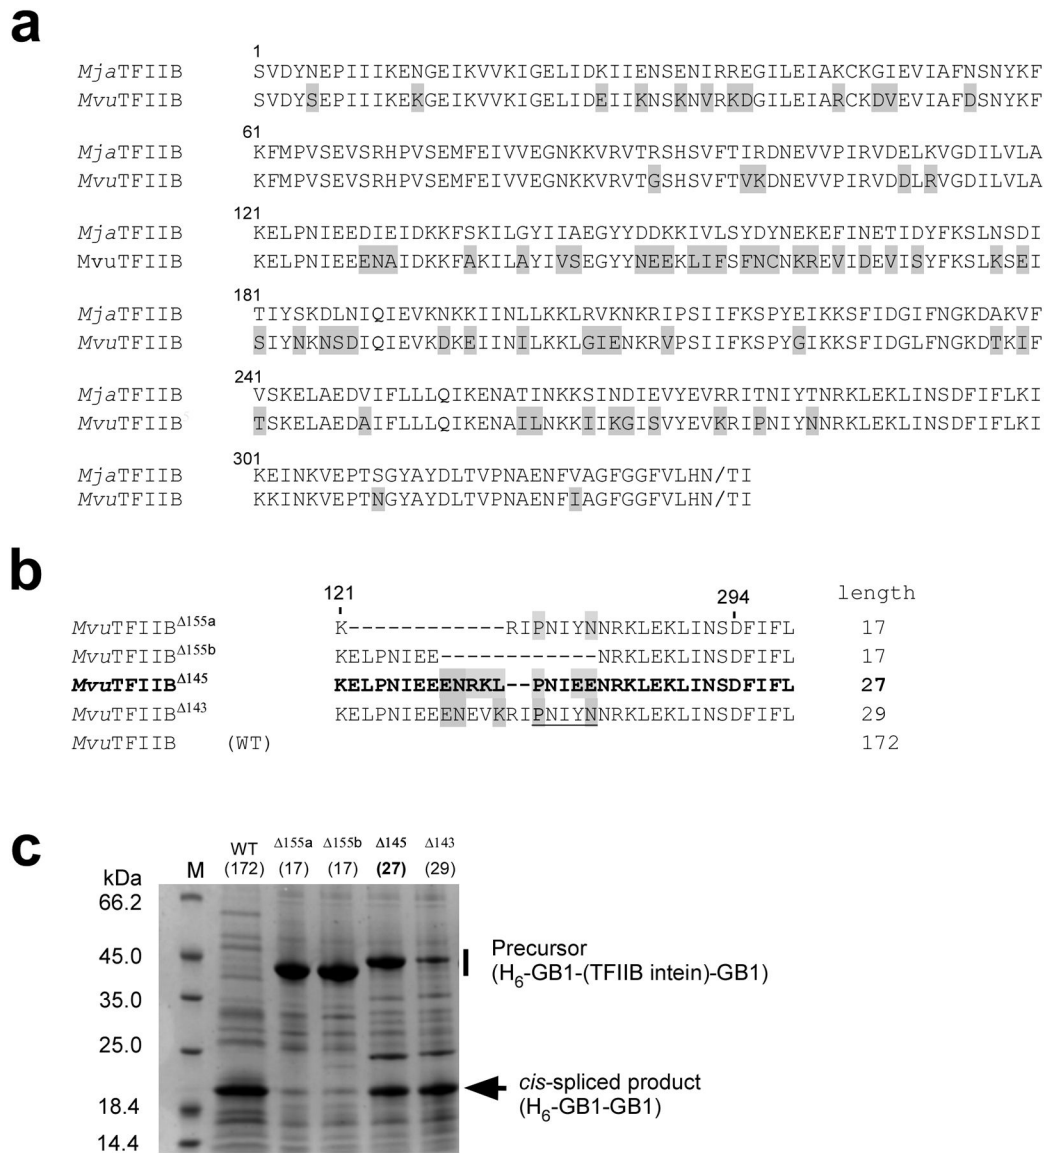 a
1
MjaTFIIB SVDYNEPIIIKENGEIKVVKIGELIDKIIENSENIRREGILEIAKCKGIEVIAFNSNYKF
MvuTFIIB SVDYSEPIIIKEKGEIKVVKIGELIDEIIKNSKNVRKDGILEIARCKDVEVIAFDSNYKF
61
MjaTFIIB KFMPVSEVSRHPVSEMFEIVVEGNKKVRVTRSHSVFTIRDNEVVPIRVDELKVGDILVLA
MvuTFIIB KFMPVSEVSRHPVSEMFEIVVEGNKKVRVTGSHSVFTVKDNEVVPIRVDDLRVGDILVLA
121
MjaTFIIB KELPNIEEDIEIDKKFSKILGYIIAEGYYDDKKIVLSYDYNEKEFINETIDYFKSLNSDI
MvuTFIIB KELPNIEEENAIDKKFAKILAYIVSEGYYNEEKLIFSFNCNKREVIDEVISYFKSLKSEI
181
MjaTFIIB TIYSKDLNIQIEVKNKKIINLLKKLRVKNKRIPSIIFKSPYEIKKSFIDGIFNGKDAKVF
MvuTFIIB SIYNKNSDIQIEVKDKEIINILKKLGIENKRVPSIIFKSPYGIKKSFIDGLFNGKDTKIF
241
MjaTFIIB VSKELAEDVIFLLLQIKENATINKKSINDIEVYEVRRITNIYTNRKLEKLINSDFIFLKI
MvuTFIIB TSKELAEDAIFLLLQIKENAILNKKIIKGISVYEVKRIPNIYNNRKLEKLINSDFIFLKI
301
MjaTFIIB KEINKVEPTSGYAYDLTVPNAENFVAGFGGFVLHN/TI
MvuTFIIB KKINKVEPTNGYAYDLTVPNAENFIAGFGGFVLHN/TI
b
121 294 length
MvuTFIIBΔ155a K------------RIPNIYNNRKLEKLINSDFIFL 17
MvuTFIIBΔ155b KELPNIEE------------NRKLEKLINSDFIFL 17
MvuTFIIBΔ145 KELPNIEEENRKL--PNIEENRKLEKLINSDFIFL 27
MvuTFIIBΔ143 KELPNIEEENEVKRIPNIYNNRKLEKLINSDFIFL 29
MvuTFIIB (WT) 172
c
WT Δ155a Δ155b Δ145 Δ143
M (172) (17) (17) (27) (29)
kDa
66.2
45.0
35.0
25.0
18.4
14.4
Precursor
(H6-GB1-(TFIIB intein)-GB1)
cis-spliced product
(H6-GB1-GB1)